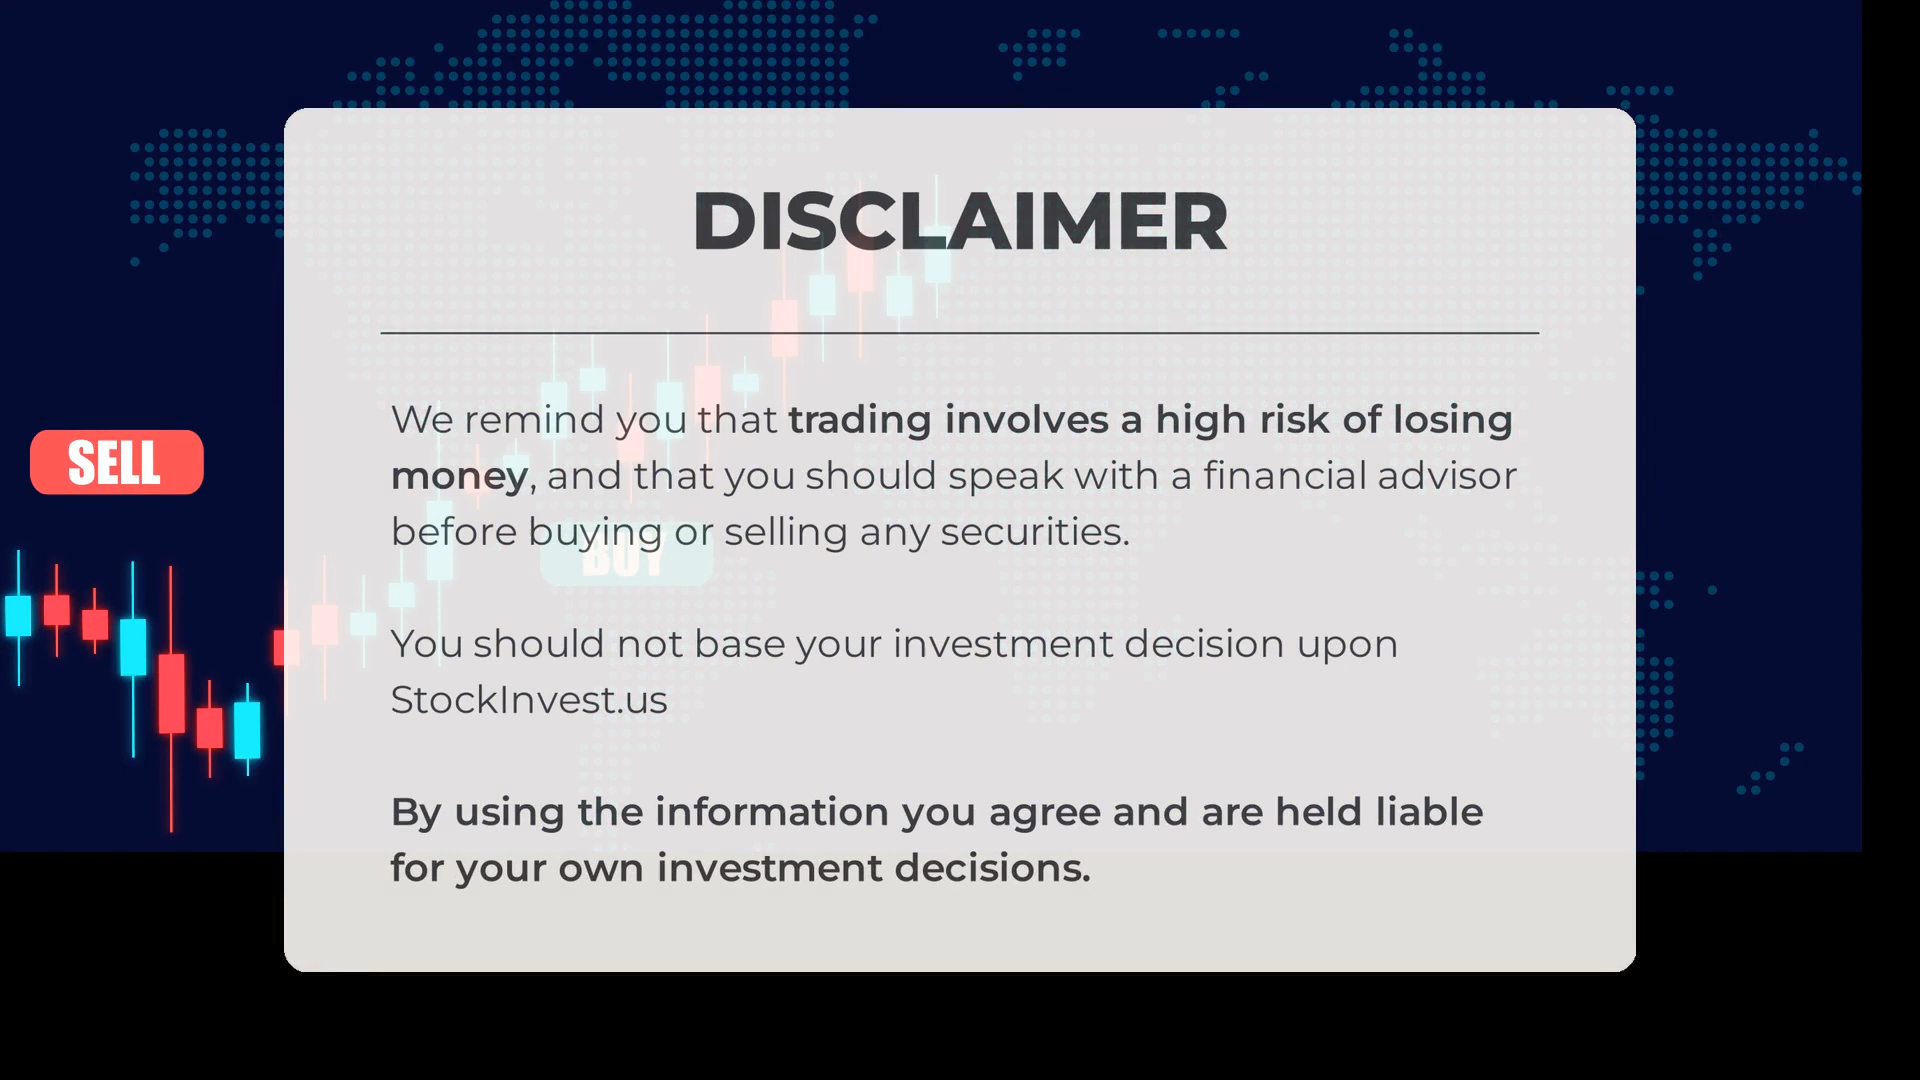 DISCLAIMER
We remind you that trading involves a high risk of losing
money, and that you should speak with a financial advisor
before buying or selling any securities.
SELL
BUY
You should not base your investment decision upon
StockInvest.us
By using the information you agree and are held liable
for your own investment decisions.